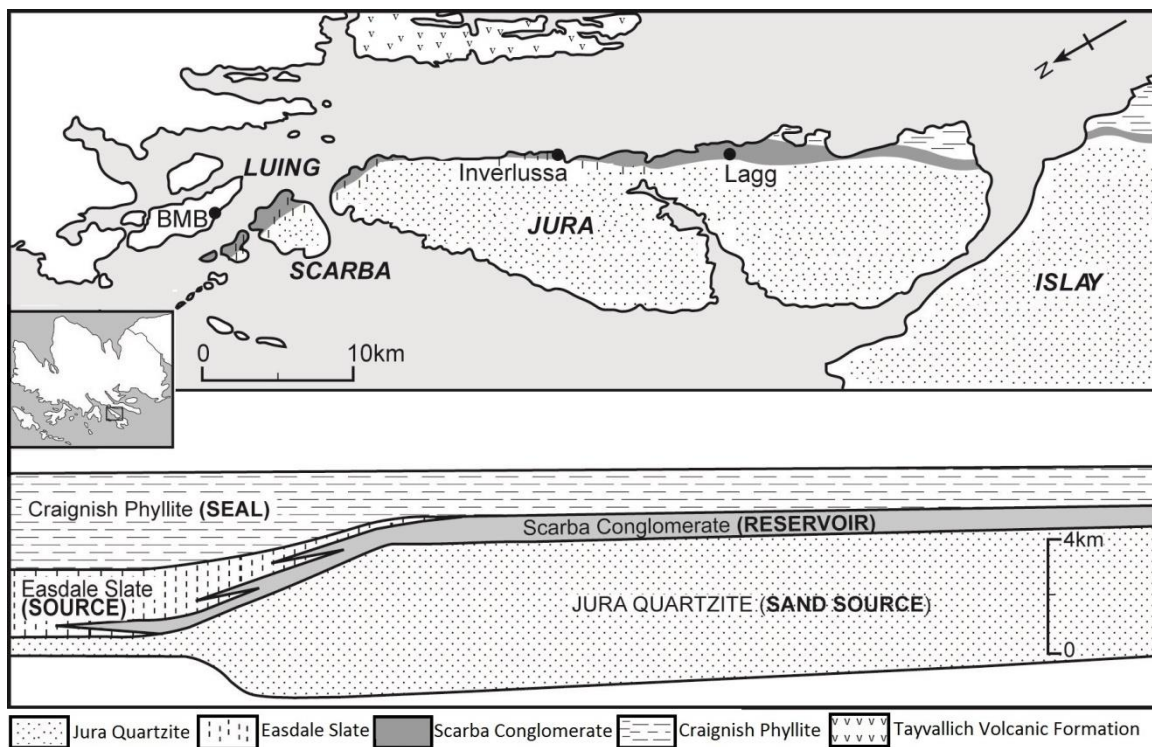 N
LUING
BMB
SCARBA
Inverlussa
JURA
Lagg
ISLAY
0 10km
Craignish Phyllite (SEAL)
Scarba Conglomerate (RESERVOIR)
4km
Easdale Slate
(SOURCE)
JURA QUARTZITE (SAND SOURCE)
0
Jura Quartzite Easdale Slate Scarba Conglomerate Craignish Phyllite Tayvallich Volcanic Formation